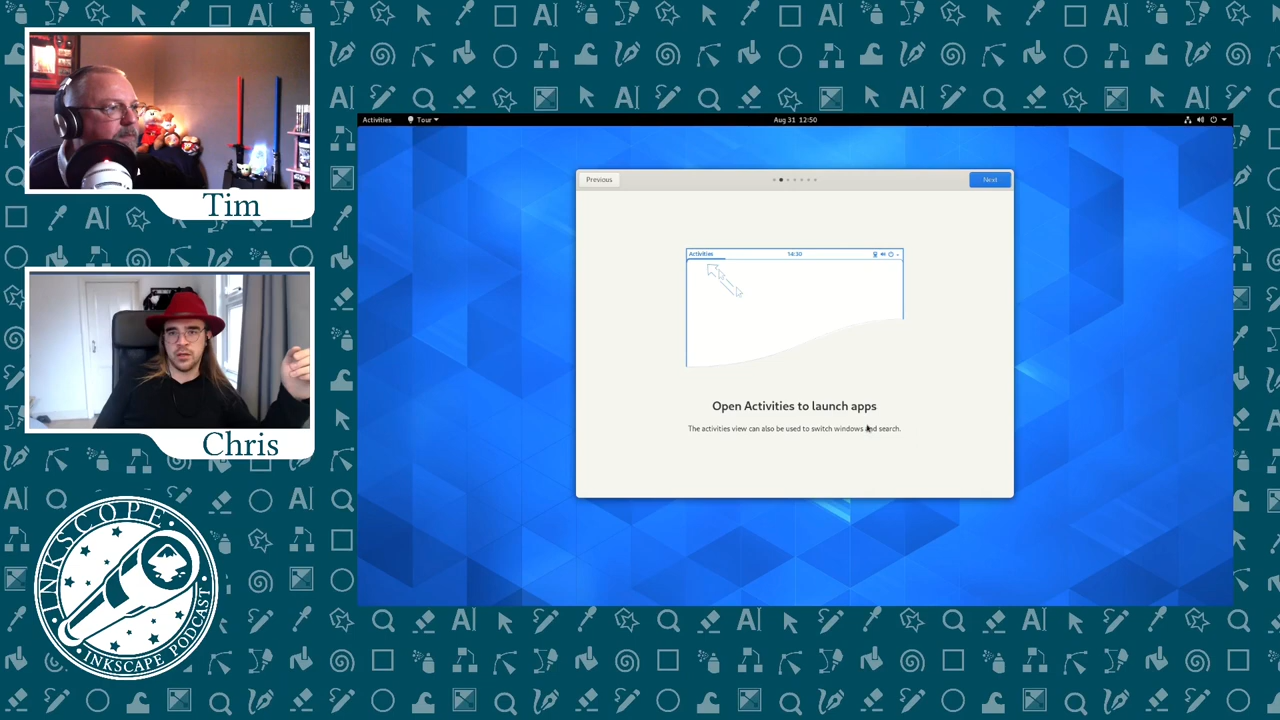 Tim
Chris
INKSCOPE
INKSCAPE PODCAST
Activities
Tour
Aug 31 12:50
Previous
Next
Activities
14:30
Open Activities to launch apps
The activities view can also be used to switch windows and search.